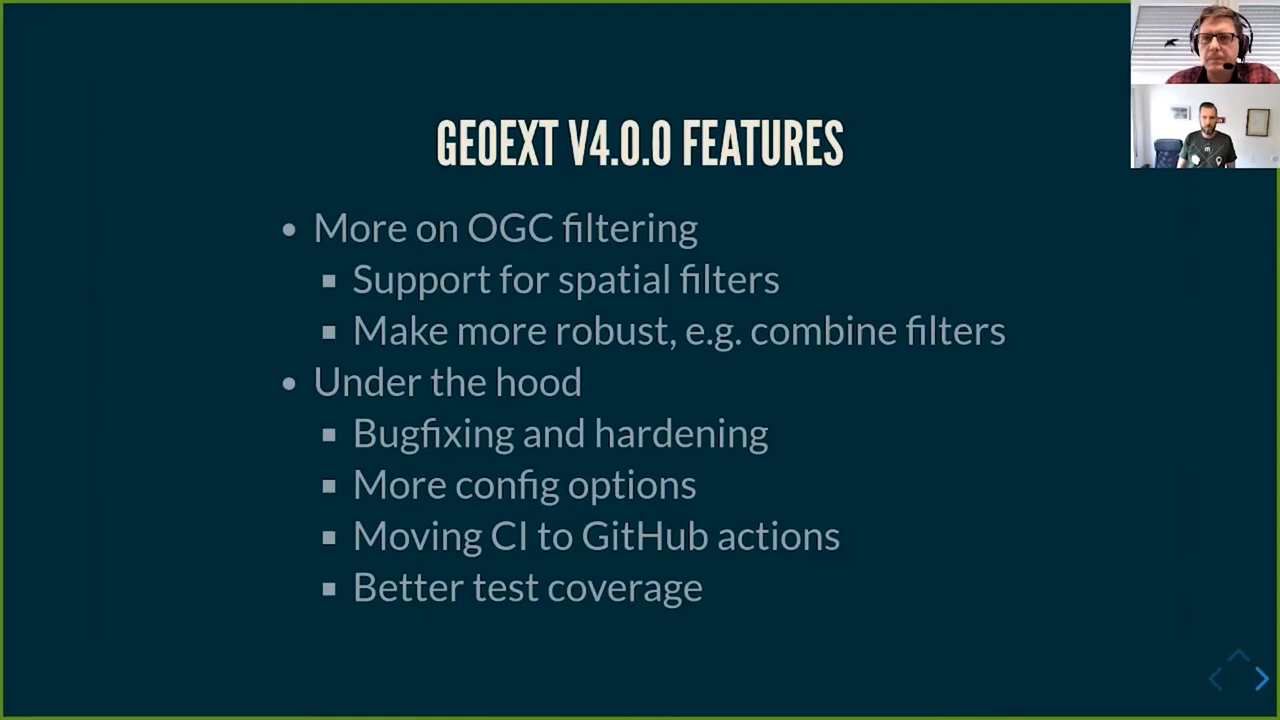 GEOEXT V4.0.0 FEATURES
More on OGC filtering
Support for spatial filters
Make more robust, e.g. combine filters
Under the hood
Bugfixing and hardening
More config options
Moving CI to GitHub actions
Better test coverage